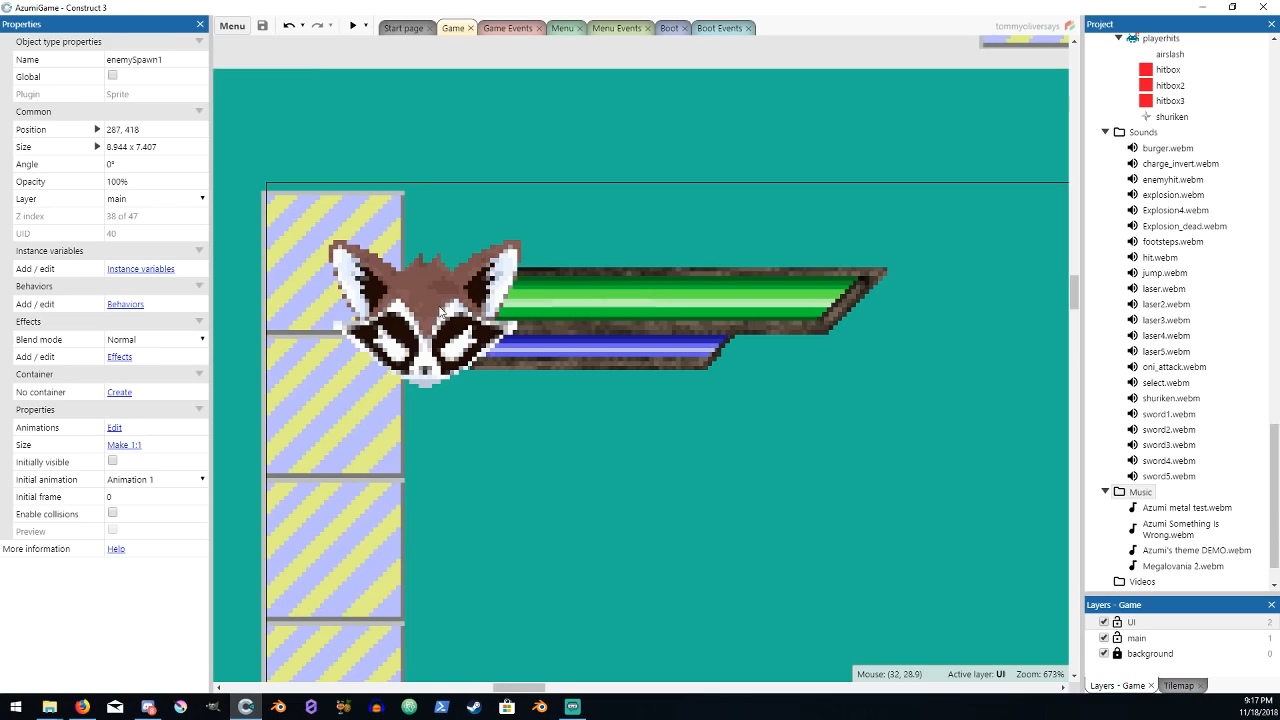 AzumiGame - Construct 3
Properties
Object type properties
Name enemySpawn1
Global
Plugin Sprite
Common
Position 287, 418
Size 8.944 x 7.407
Angle 0°
Opacity 100%
Layer main
Z index 38 of 47
UID 40
Instance variables
Add / edit Instance variables
Behaviors
Add / edit Behaviors
Effects
Blend mode Normal
Add / edit Effects
Container
No container Create
Properties
Animations Edit
Size Make 1:1
Initially visible
Initial animation Animation 1
Initial frame 0
Enable collisions
Preview
More information Help
Menu
Start page
Game
Game Events
Menu
Menu Events
Boot
Boot Events
tommyoliversays
Mouse: (32, 28.9) Active layer: UI Zoom: 673%
Project
playerhits
airslash
hitbox
hitbox2
hitbox3
shuriken
Sounds
burger.webm
charge_invert.webm
enemyhit.webm
explosion.webm
Explosion4.webm
Explosion_dead.webm
footsteps.webm
hit.webm
jump.webm
laser.webm
laser2.webm
laser3.webm
laser4.webm
laser5.webm
oni_attack.webm
select.webm
shuriken.webm
sword1.webm
sword2.webm
sword3.webm
sword4.webm
sword5.webm
Music
Azumi metal test.webm
Azumi Something Is
Wrong.webm
Azumi's theme DEMO.webm
Megalovania 2.webm
Videos
Layers - Game
UI 2
main 1
background 0
Layers - Game
Tilemap
9:17 PM
11/18/2018